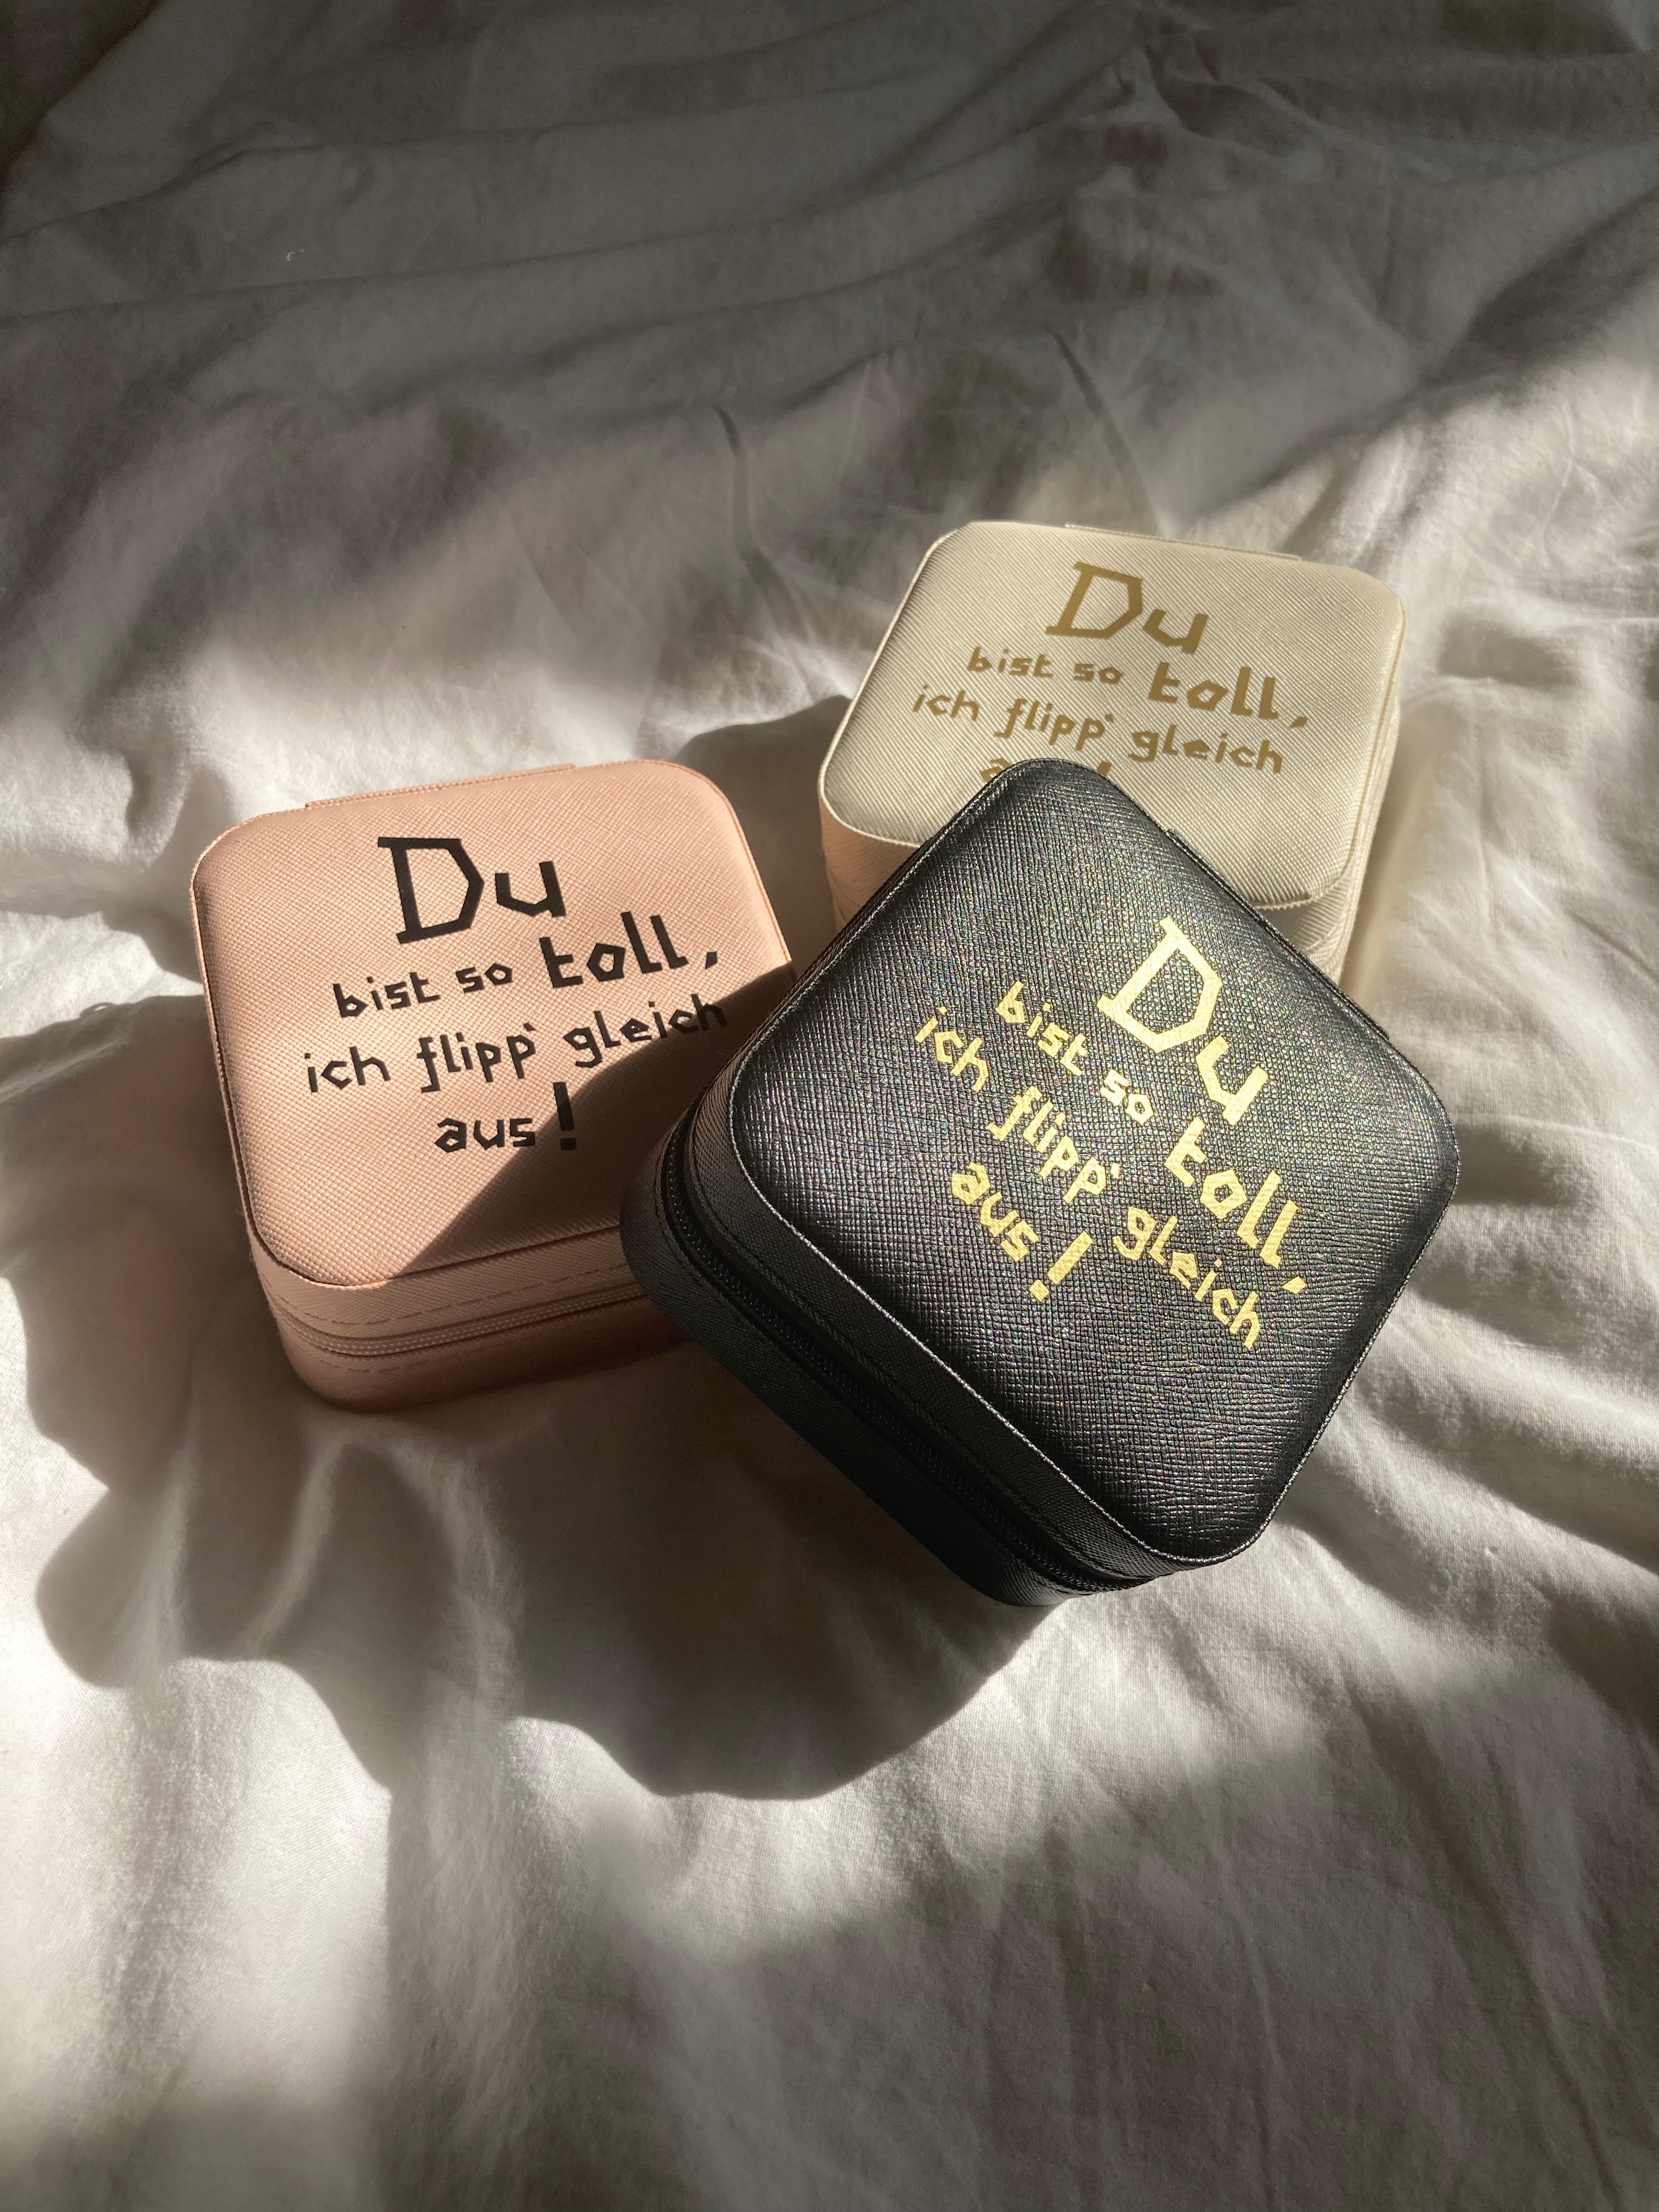 Du
bist so toll,
ich flipp` gleich
aus!
Du
bist so toll,
ich flipp` gleich
Du
bist so toll,
ich flipp` gleich
aus!